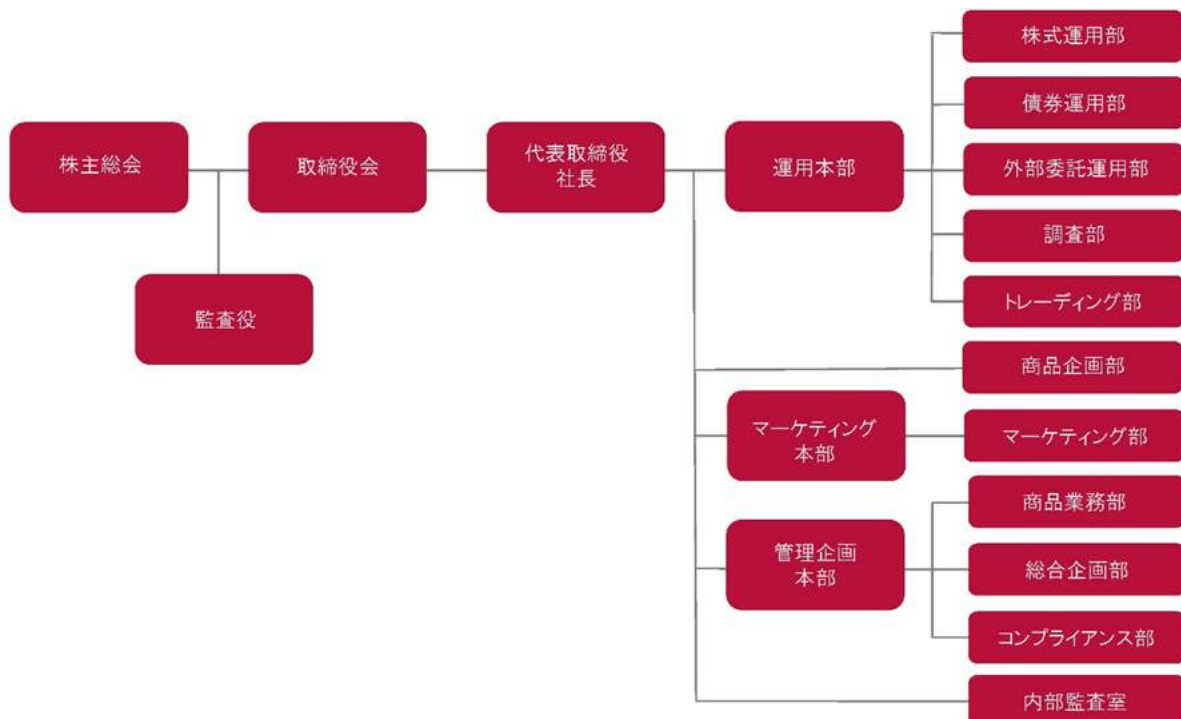 株主総会
取締役会
監査役
代表取締役
社長
運用本部
株式運用部
債券運用部
外部委託運用部
調査部
トレーディング部
商品企画部
マーケティング
本部
マーケティング部
管理企画
本部
商品業務部
総合企画部
コンプライアンス部
内部監査室